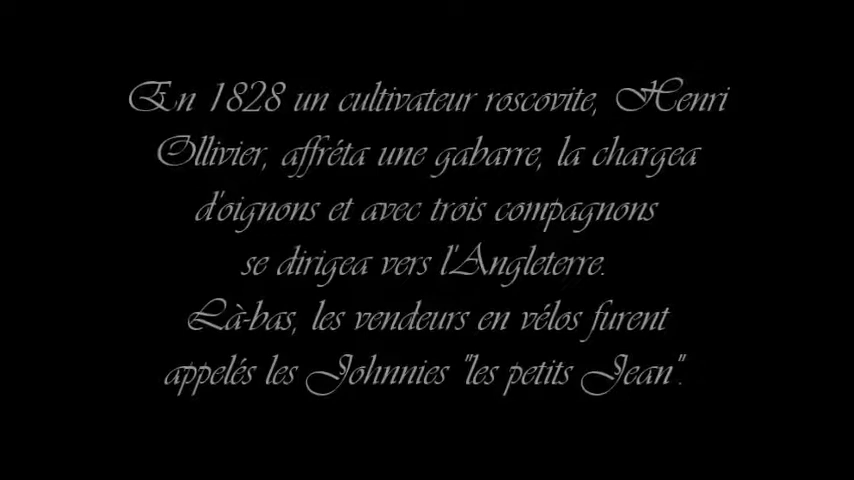 En 1828 un cultivateur roscovite, Henri
Ollivier, affréta une gabarre, la chargea
d'oignons et avec trois compagnons
se dirigea vers l'Angleterre.
Là-bas, les vendeurs en vélos furent
appelés les Johnnies "les petits Jean".